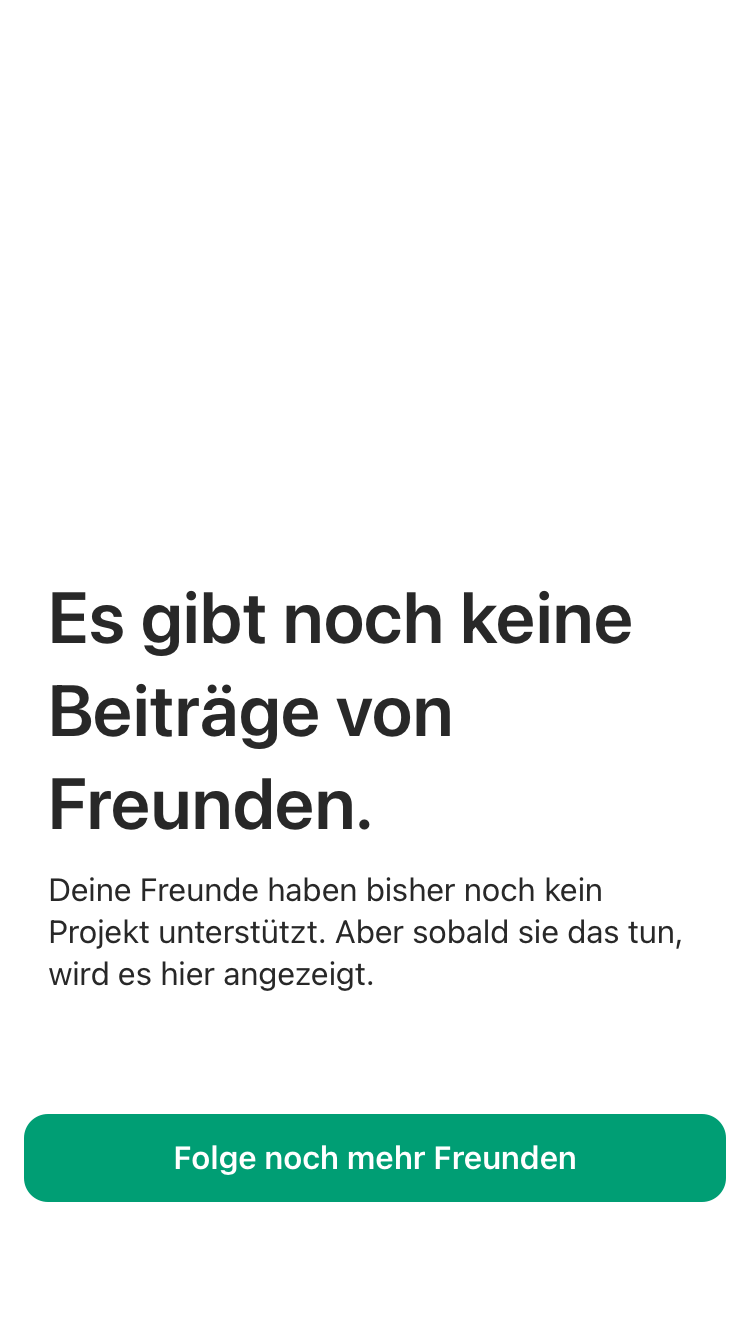 Es gibt noch keine
Beiträge von
Freunden.
Deine Freunde haben bisher noch kein
Projekt unterstützt. Aber sobald sie das tun,
wird es hier angezeigt.
Folge noch mehr Freunden